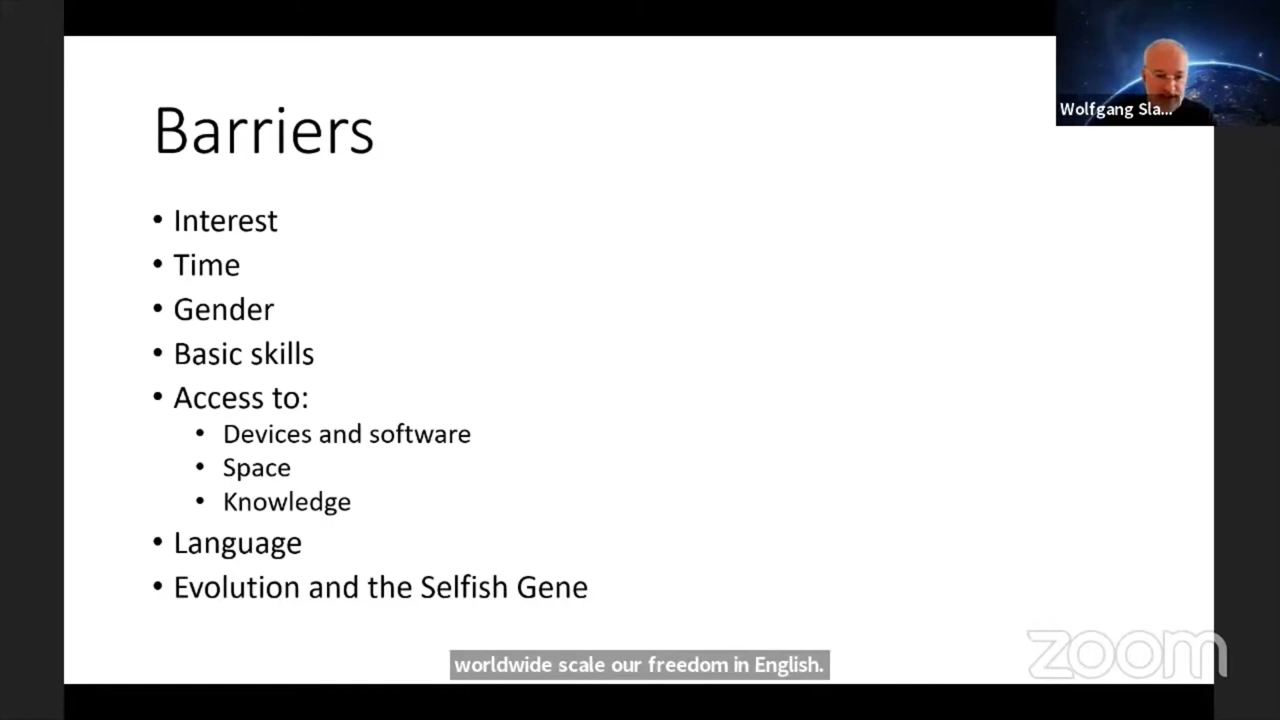 Barriers
Wolfgang Sla...
• Interest
• Time
• Gender
• Basic skills
• Access to:
• Devices and software
• Space
• Knowledge
• Language
• Evolution and the Selfish Gene
worldwide scale our freedom in English.
zoom